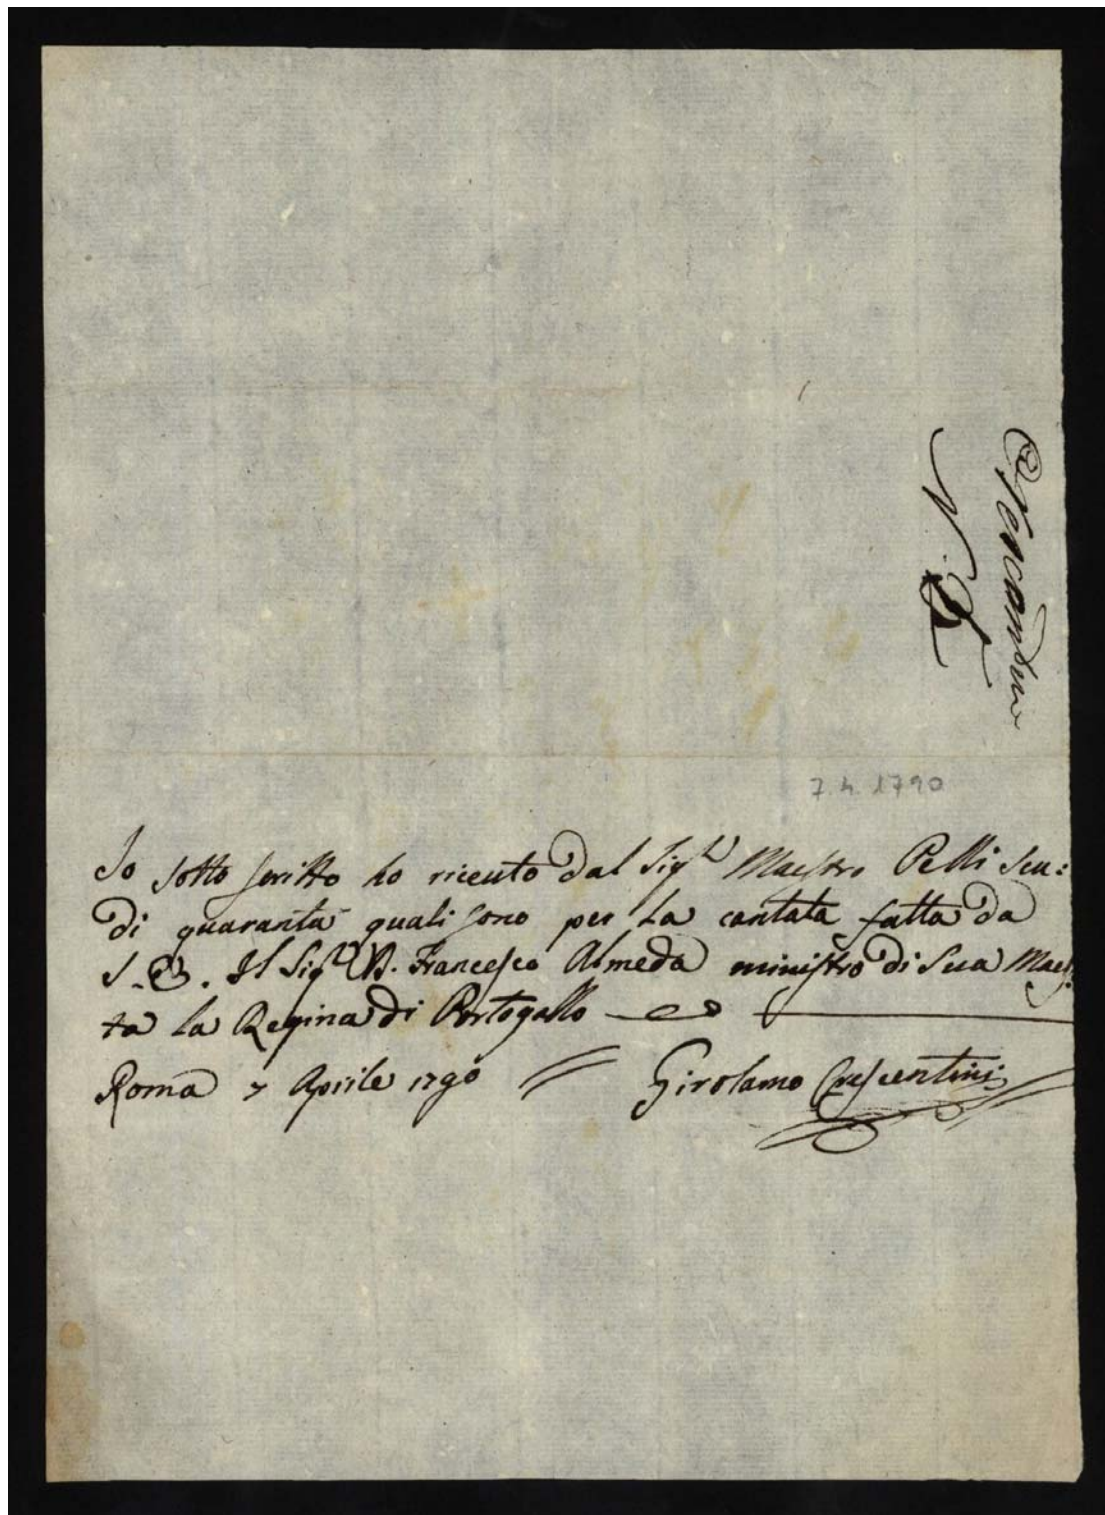 Crescentini
N.
7.4.1790
Io sotto scritto ho riceuto dal Sig.r Maestro Pelli Scu:
di quaranta quali sono per la cantata fatta da
S. E. Il Sig.r D. Francesco Almeda ministro di Sua Maes:
ta la Regina di Portogallo
Roma 7 Aprile 1790 Girolamo Crescentini